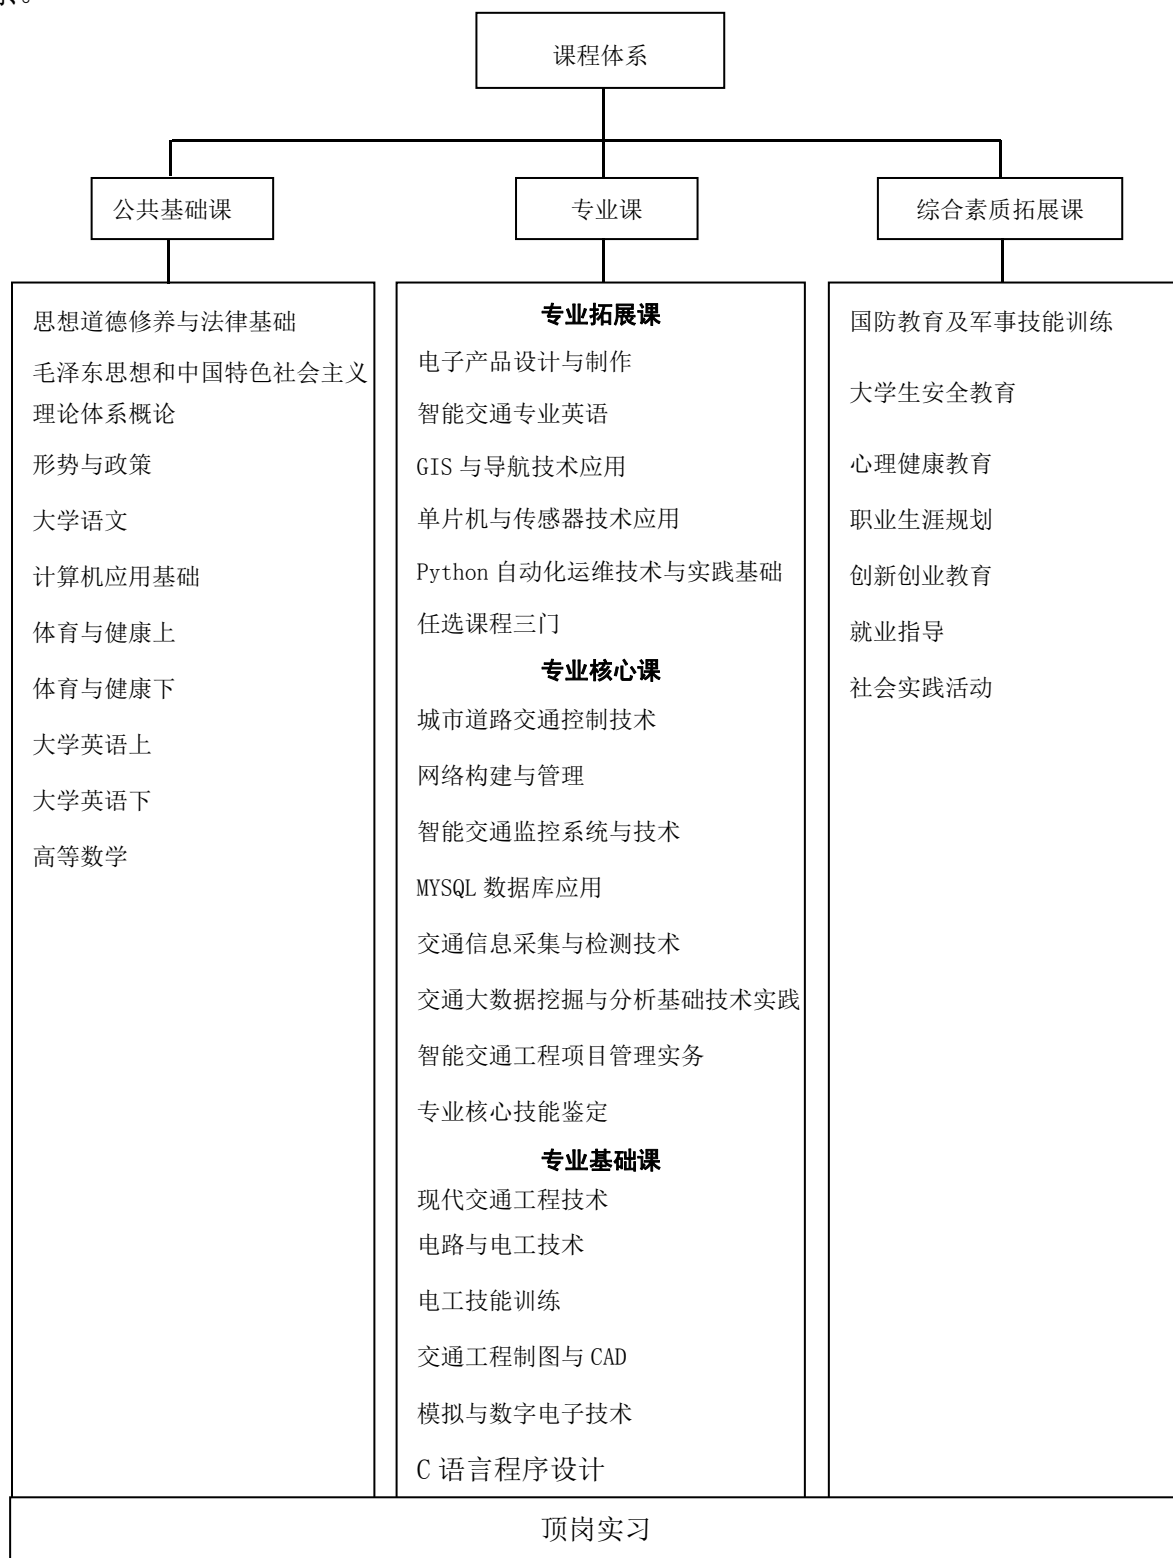 课程体系
公共基础课
专业课
综合素质拓展课
思想道德修养与法律基础
毛泽东思想和中国特色社会主义
理论体系概论
形势与政策
大学语文
计算机应用基础
体育与健康上
体育与健康下
大学英语上
大学英语下
高等数学
专业拓展课
电子产品设计与制作
智能交通专业英语
GIS 与导航技术应用
单片机与传感器技术应用
Python 自动化运维技术与实践基础
任选课程三门
专业核心课
城市道路交通控制技术
网络构建与管理
智能交通监控系统与技术
MYSQL 数据库应用
交通信息采集与检测技术
交通大数据挖掘与分析基础技术实践
智能交通工程项目管理实务
专业核心技能鉴定
专业基础课
现代交通工程技术
电路与电工技术
电工技能训练
交通工程制图与 CAD
模拟与数字电子技术
C 语言程序设计
国防教育及军事技能训练
大学生安全教育
心理健康教育
职业生涯规划
创新创业教育
就业指导
社会实践活动
顶岗实习